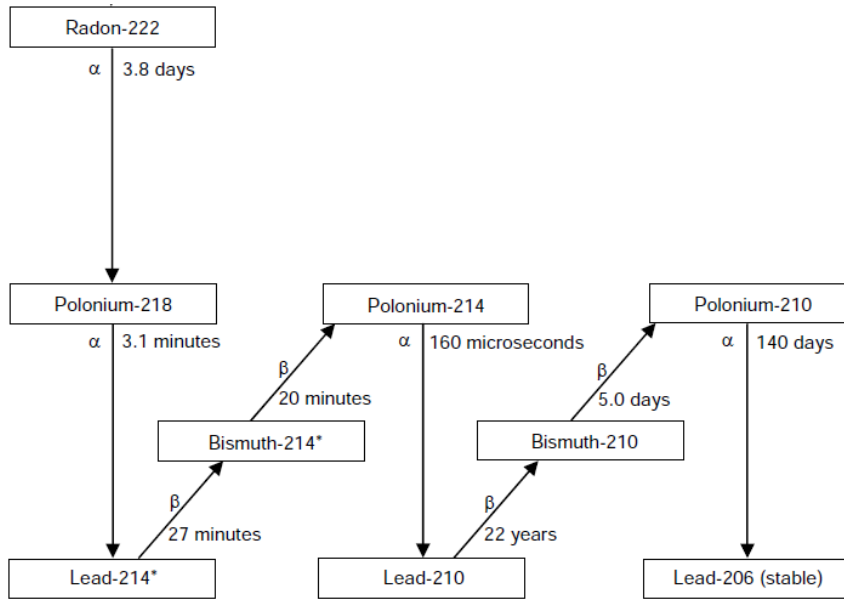 Radon-222
α 3.8 days
Polonium-218
Polonium-214
Polonium-210
α 3.1 minutes
α 160 microseconds
α 140 days
β
20 minutes
β
5.0 days
Bismuth-214*
Bismuth-210
β
27 minutes
β
22 years
Lead-214*
Lead-210
Lead-206 (stable)